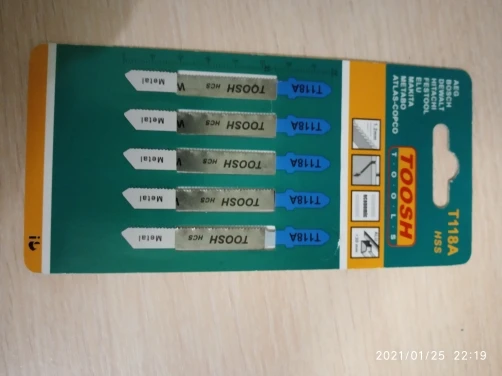 AEG
BOSCH
DEWALT
HITACHI
FESTOOL
ELU
MAKITA
METABO
ATLAS-COPCO
TOOSH
TOOLS
T118A
HSS
T118A
TOOSH HCS
Metal
T118A
TOOSH HCS
Metal
T118A
TOOSH HCS
Metal
T118A
TOOSH HCS
Metal
T118A
TOOSH HCS
Metal
2021/01/25 22:19